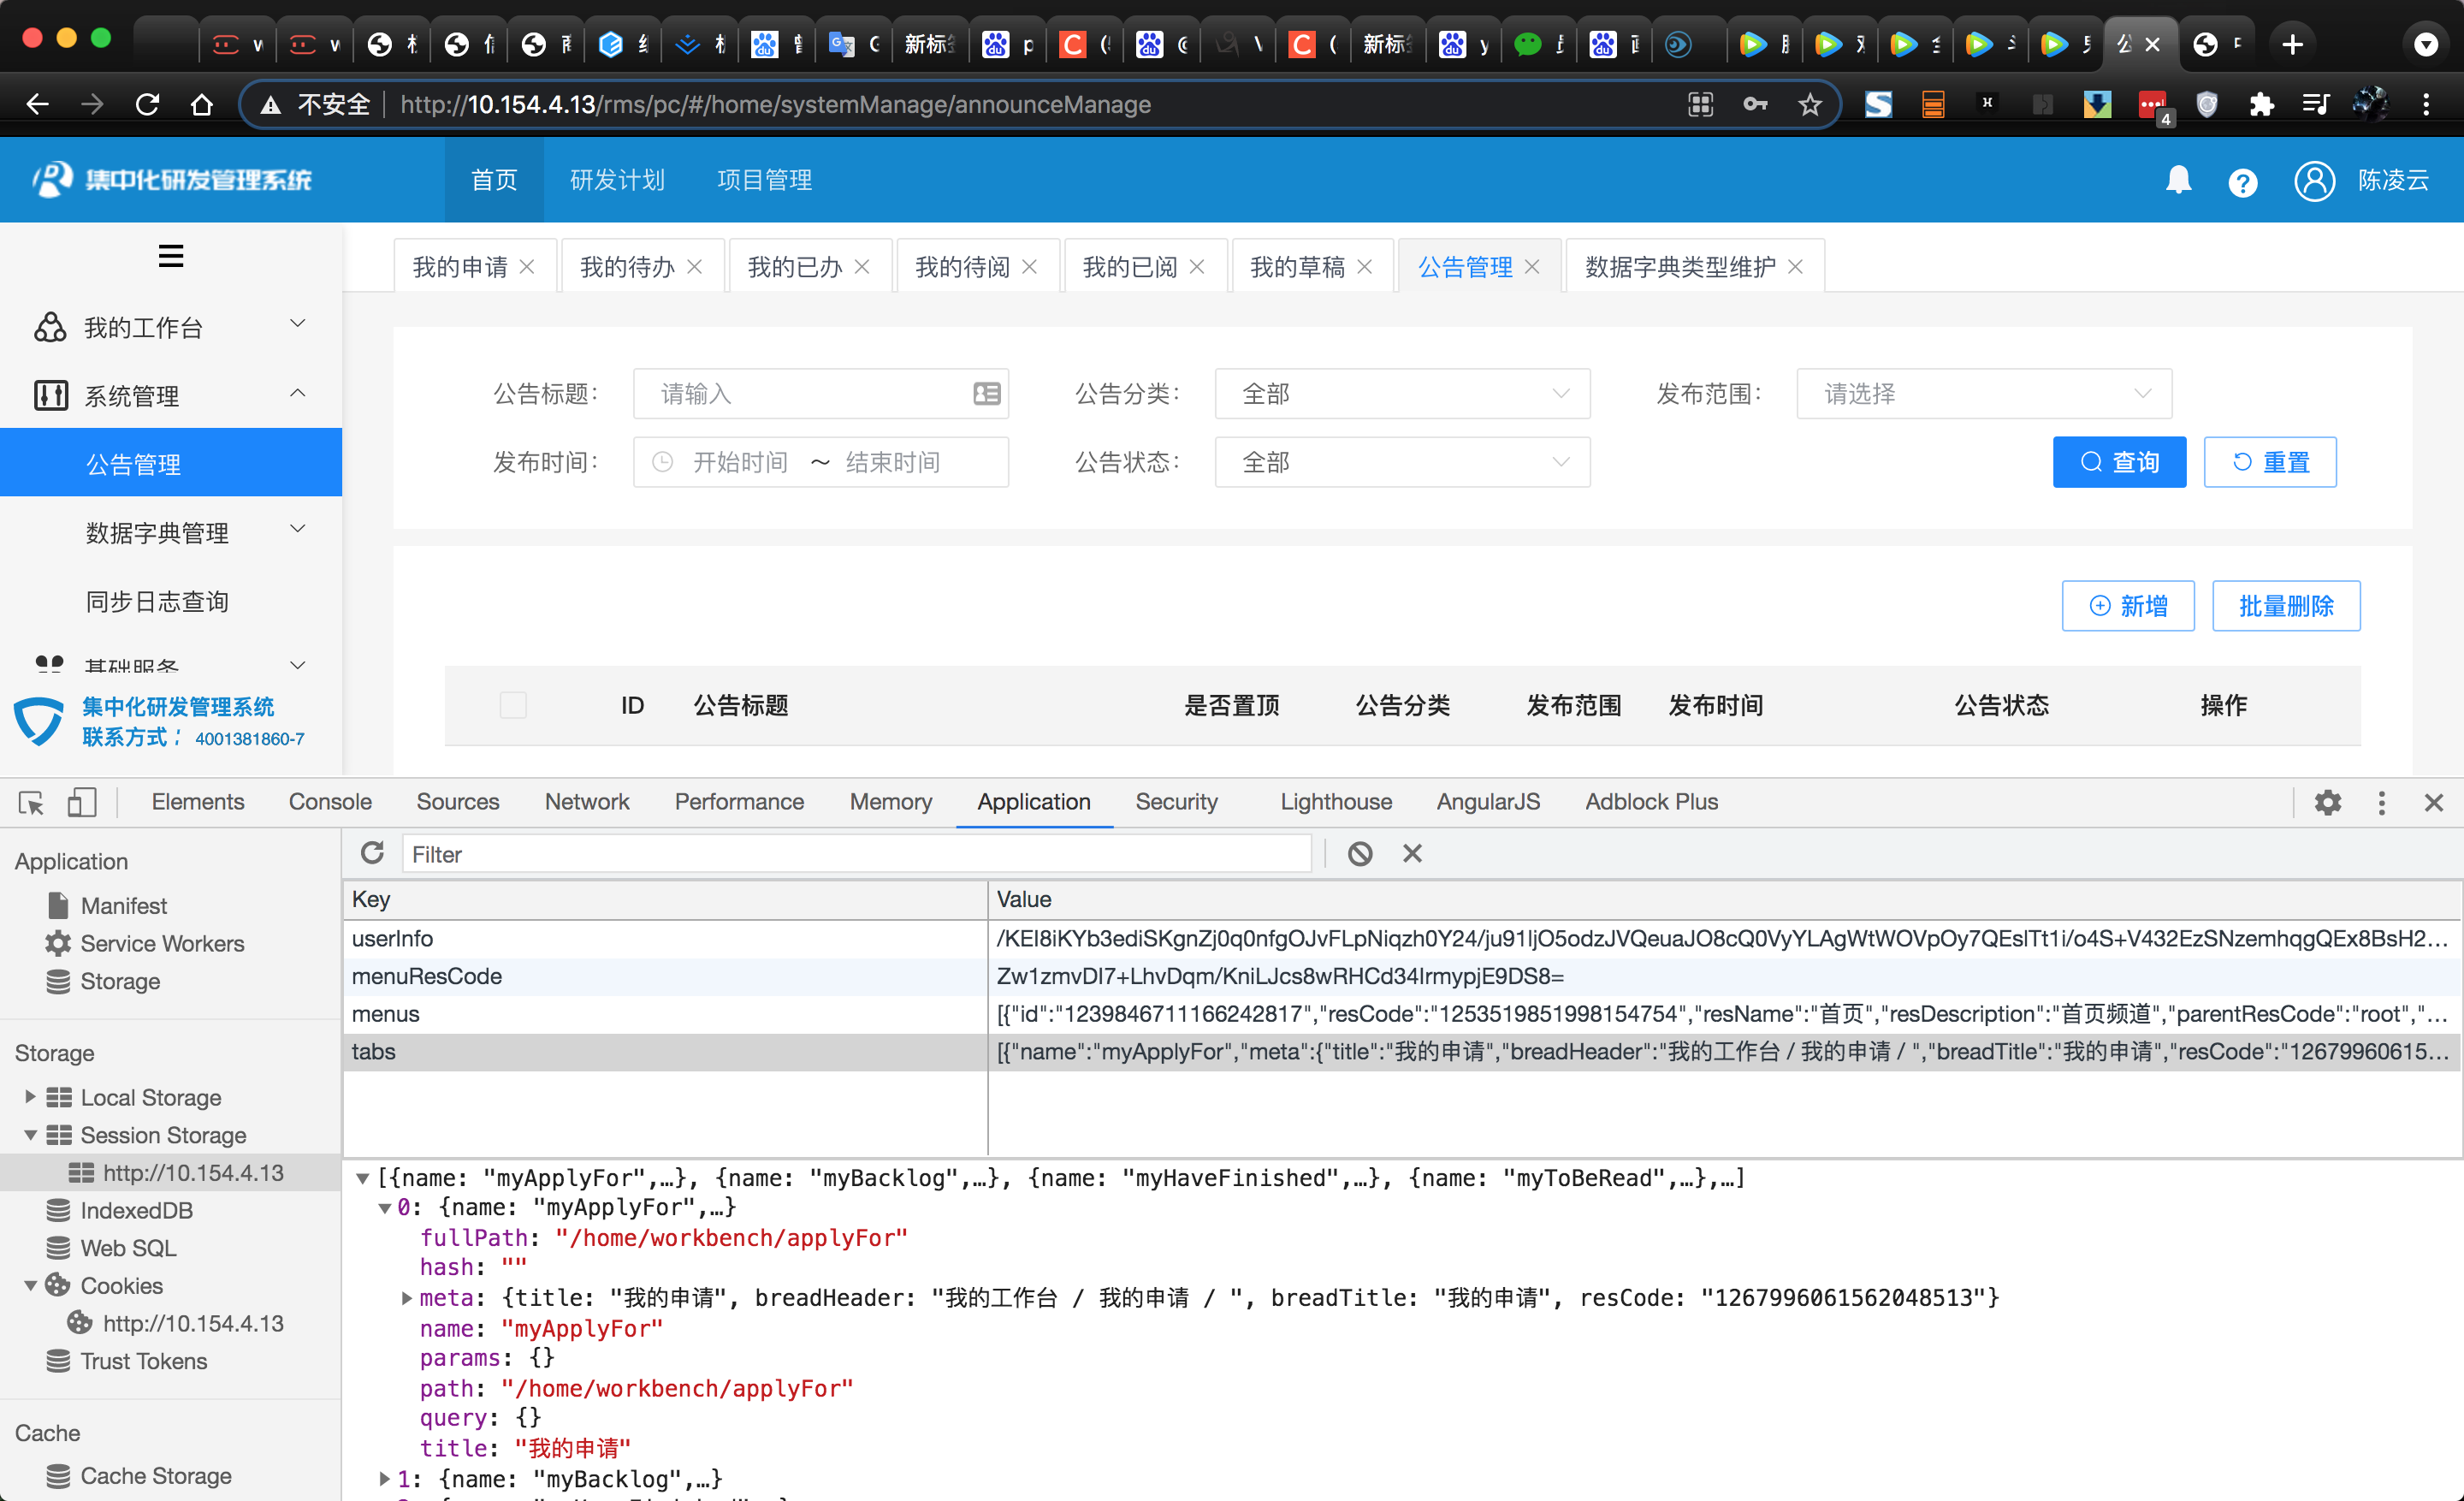 新标
新标
不安全 http://10.154.4.13/rms/pc/#/home/systemManage/announceManage
4
集中化研发管理系统 首页 研发计划 项目管理 陈凌云
我的申请 我的待办 我的已办 我的待阅 我的已阅 我的草稿 公告管理 数据字典类型维护
我的工作台
系统管理
公告管理
数据字典管理
同步日志查询
基础服务
集中化研发管理系统
联系方式: 4001381860-7
公告标题: 请输入 公告分类: 全部 发布范围: 请选择
发布时间: 开始时间 ~ 结束时间 公告状态: 全部 查询 重置
新增 批量删除
ID 公告标题 是否置顶 公告分类 发布范围 发布时间 公告状态 操作
Elements Console Sources Network Performance Memory Application Security Lighthouse AngularJS Adblock Plus
Application
Manifest
Service Workers
Storage
Storage
Local Storage
Session Storage
http://10.154.4.13
IndexedDB
Web SQL
Cookies
http://10.154.4.13
Trust Tokens
Cache
Cache Storage
Filter
Key Value
userInfo
menuResCode Zw1zmvDI7+LhvDqm/KniLJcs8wRHCd34IrmypjE9DS8=
menus [{"id":"1239846711166242817","resCode":"1253519851998154754","resName":"首页","resDescription":"首页频道","parentResCode":"root","…
tabs [{"name":"myApplyFor","meta":{"title":"我的申请","breadHeader":"我的工作台 / 我的申请 / ","breadTitle":"我的申请","resCode":"12679960615…
[{name: "myApplyFor",…}, {name: "myBacklog",…}, {name: "myHaveFinished",…}, {name: "myToBeRead",…},…]
0: {name: "myApplyFor",…}
fullPath: "/home/workbench/applyFor"
hash: ""
meta: {title: "我的申请", breadHeader: "我的工作台 / 我的申请 / ", breadTitle: "我的申请", resCode: "1267996061562048513"}
name: "myApplyFor"
params: {}
path: "/home/workbench/applyFor"
query: {}
title: "我的申请"
1: {name: "myBacklog",…}